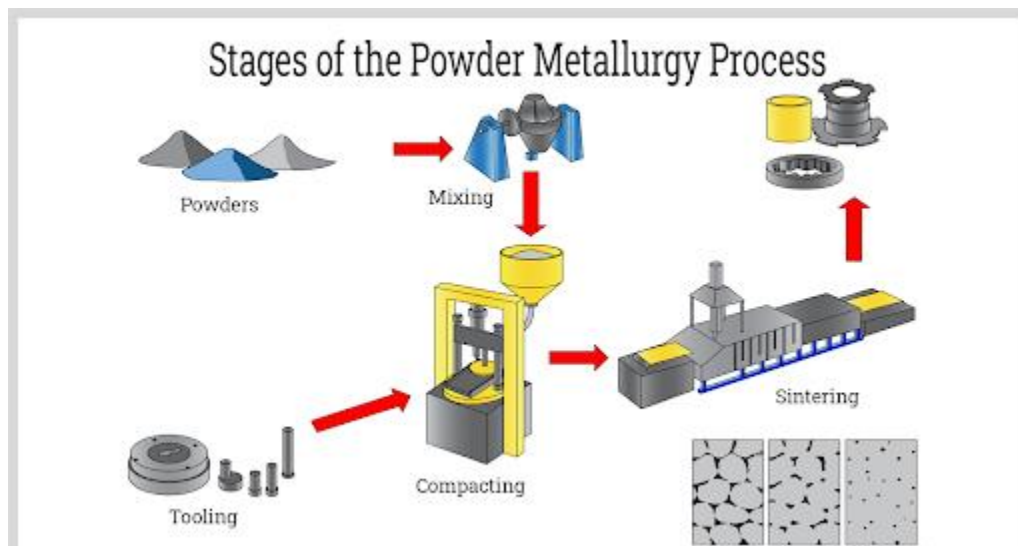 Stages of the Powder Metallurgy Process
Powders
Mixing
Sintering
Compacting
Tooling